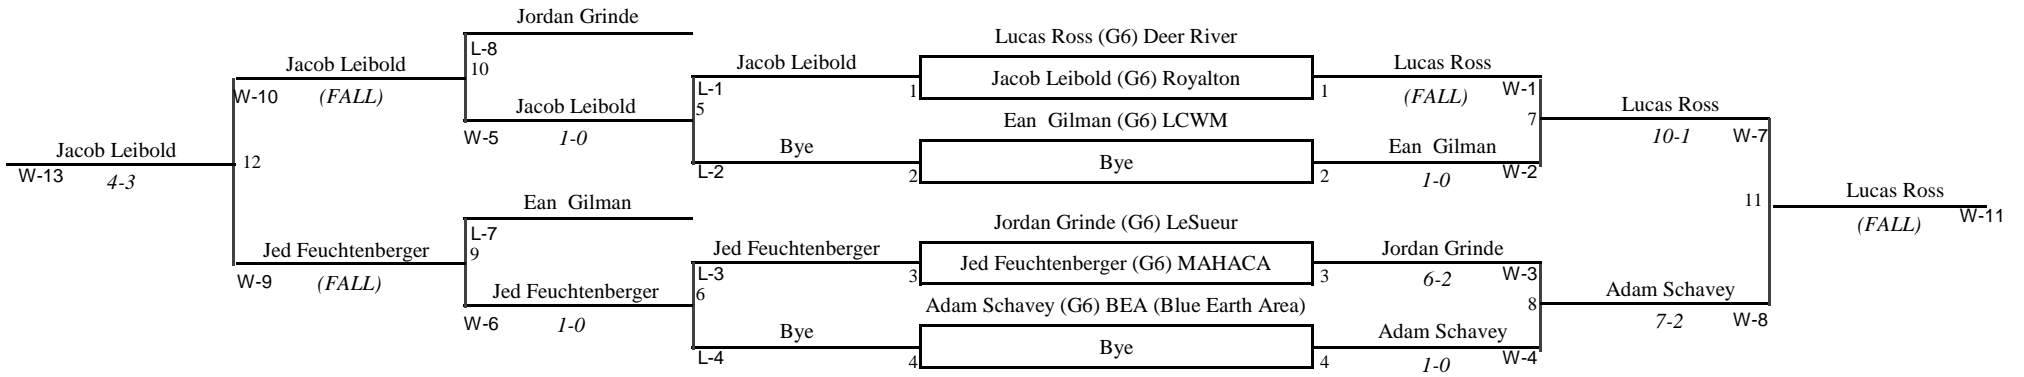 Jordan Grinde
L-8
10
Jacob Leibold
W-10
(FALL)
Jacob Leibold
W-5
1-0
Jacob Leibold
W-13
4-3
12
Ean  Gilman
L-7
9
Jed Feuchtenberger
W-9
(FALL)
Jed Feuchtenberger
W-6
1-0
Jacob Leibold
L-1
5
1
Bye
L-2
2
Jed Feuchtenberger
L-3
6
3
Bye
L-4
4
Lucas Ross (G6) Deer River
Jacob Leibold (G6) Royalton
Ean  Gilman (G6) LCWM
Bye
Jordan Grinde (G6) LeSueur
Jed Feuchtenberger (G6) MAHACA
Adam Schavey (G6) BEA (Blue Earth Area)
Bye
Lucas Ross
1
(FALL)
W-1
7
Ean  Gilman
2
1-0
W-2
Jordan Grinde
3
6-2
W-3
8
Adam Schavey
4
1-0
W-4
Lucas Ross
10-1
W-7
11
Adam Schavey
7-2
W-8
Lucas Ross
(FALL)
W-11